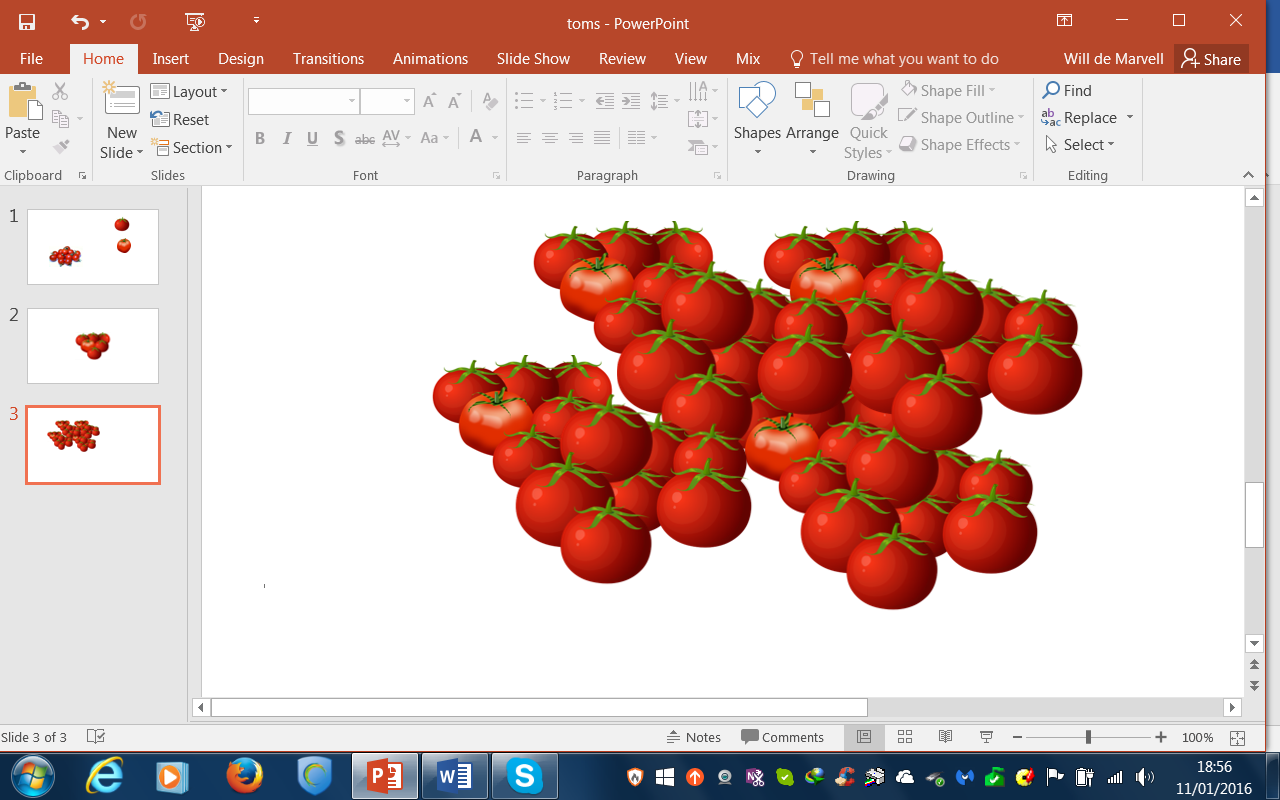 toms - PowerPoint
File Home Insert Design Transitions Animations Slide Show Review View Mix Tell me what you want to do Will de Marvell Share
Paste
New Slide
Layout
Reset
Section
B I U S abc AV Aa A
Shapes
Arrange
Quick Styles
Shape Fill
Shape Outline
Shape Effects
Find
Replace
Select
Clipboard Slides Font Paragraph Drawing Editing
1
2
3
Slide 3 of 3 Notes Comments 100%
18:56
11/01/2016